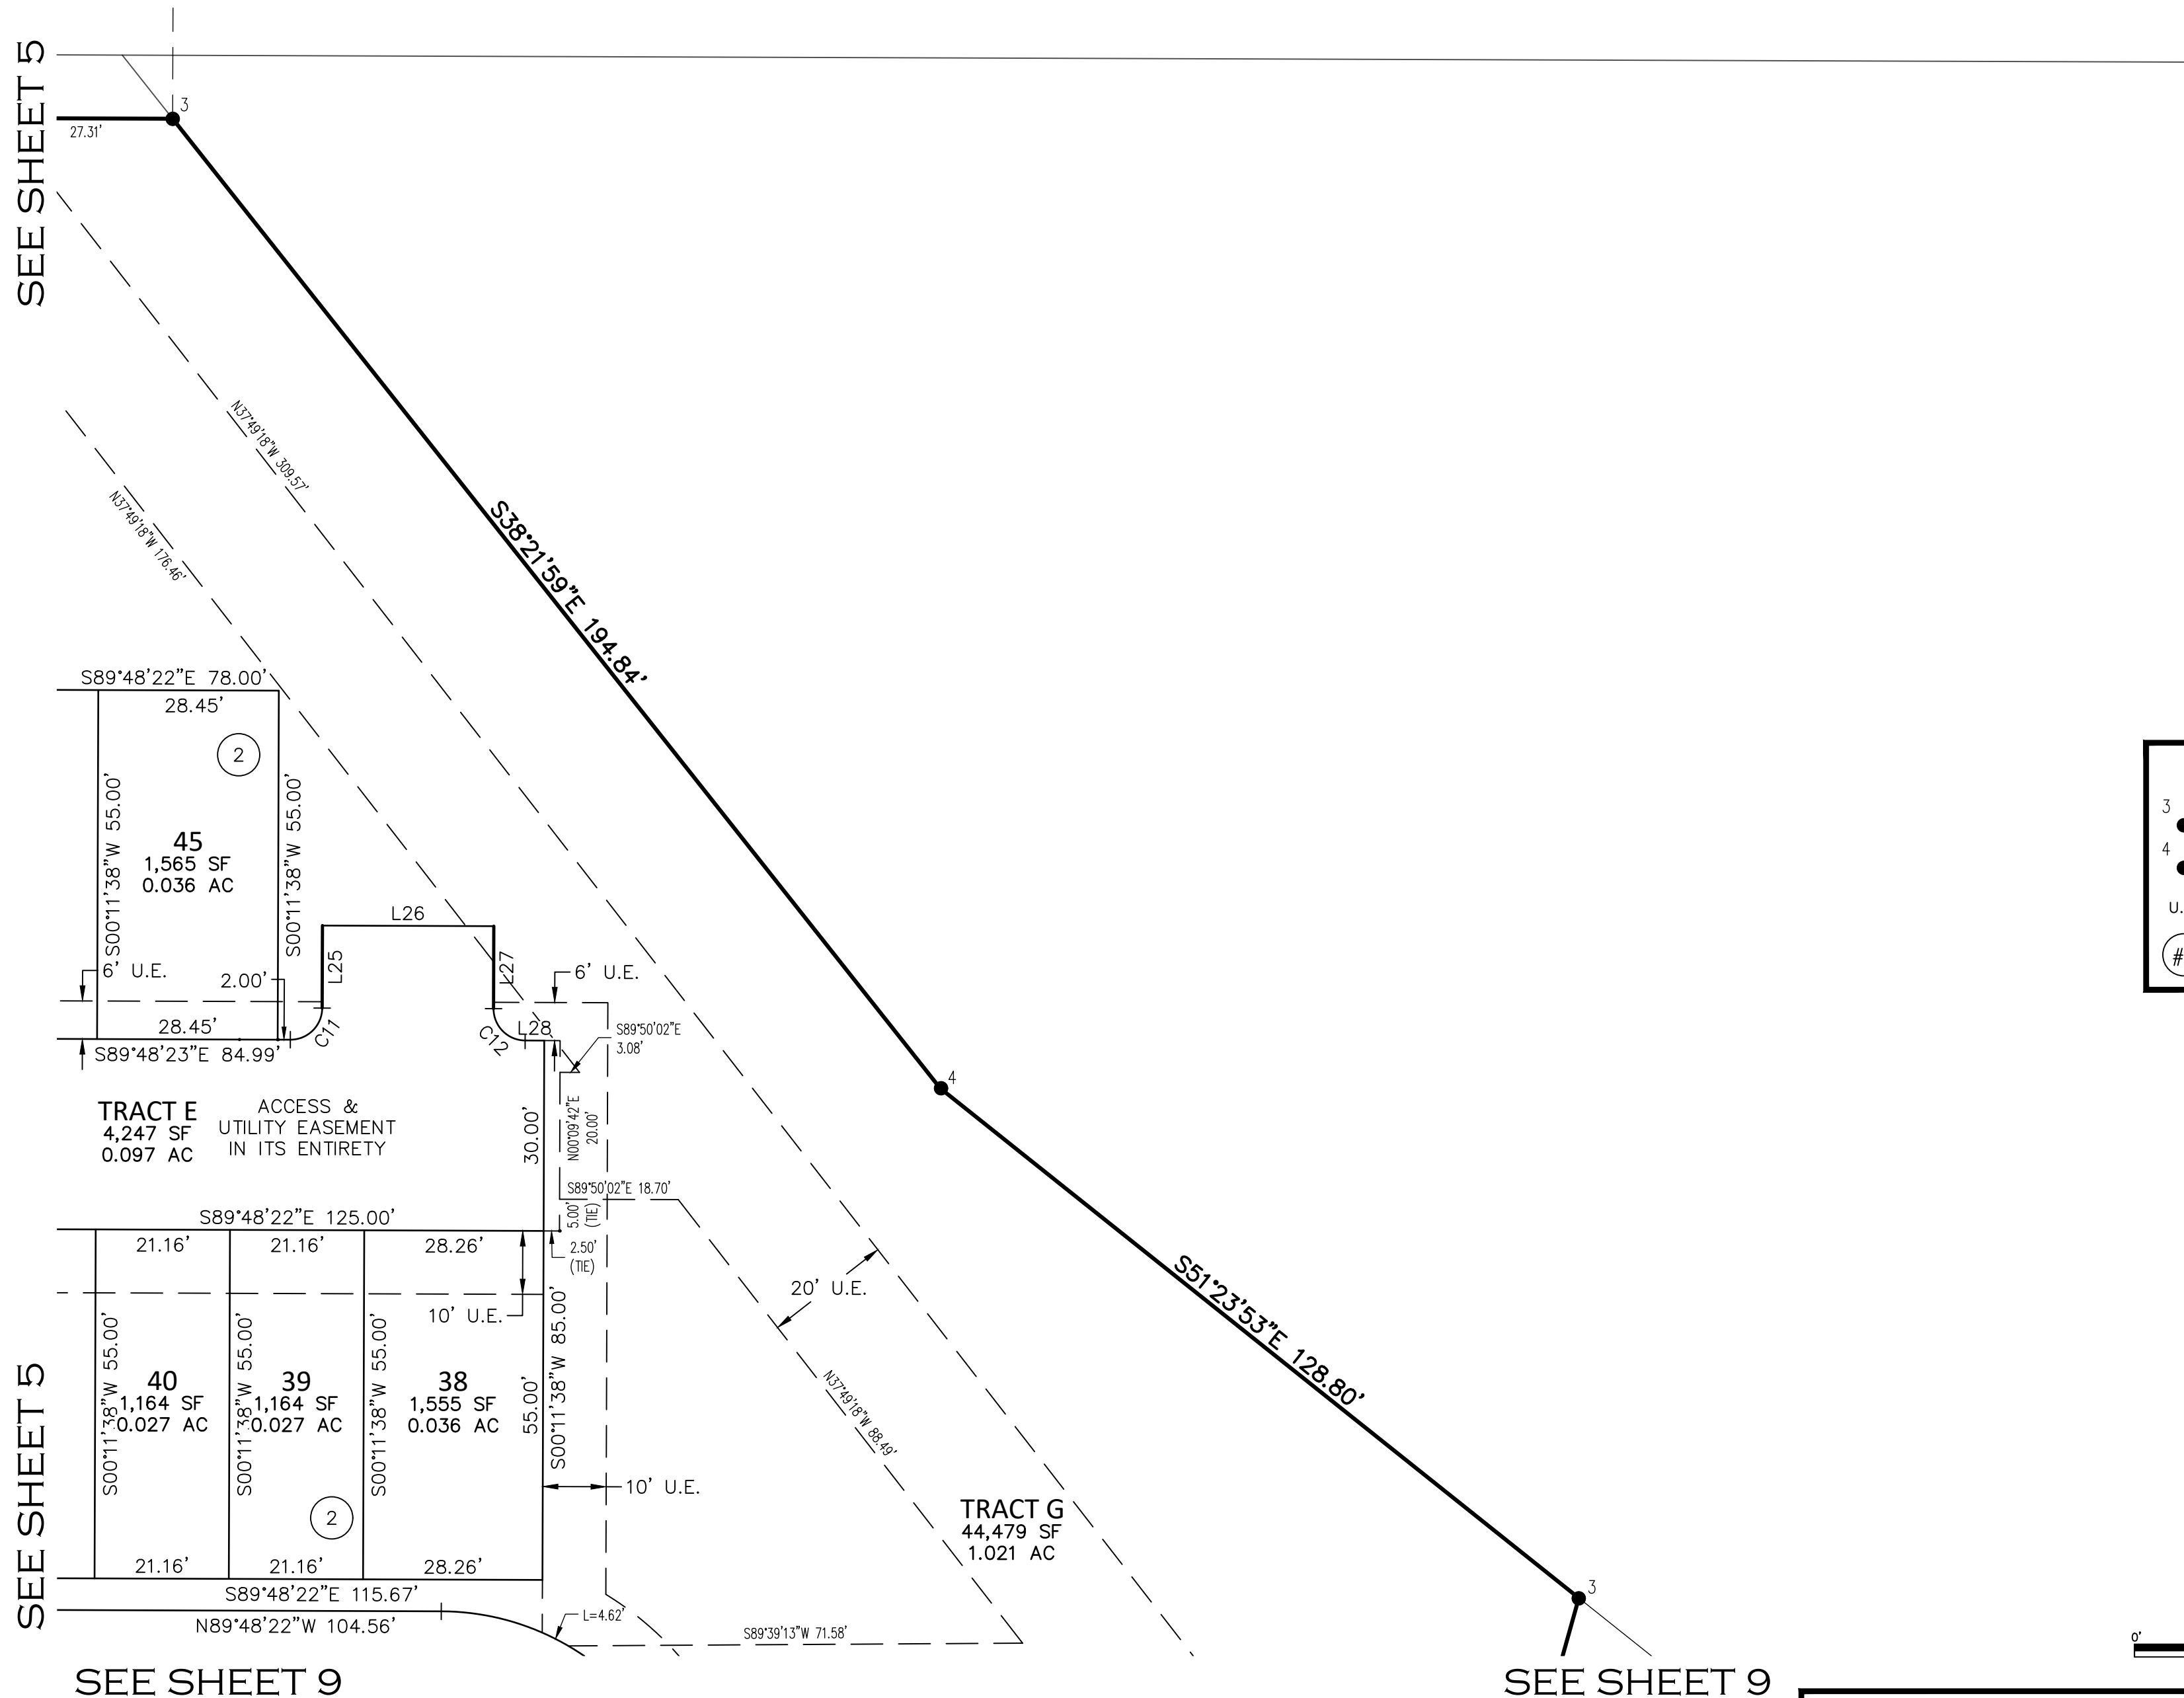 SEE SHEET 5
3
27.31'
N37°49'18"W 309.57'
N37°49'18"W 176.46'
S38°21'59"E 194.84'
S89°48'22"E 78.00'
28.45'
2
S00°11'38"W 55.00'
S00°11'38"W 55.00'
45
1,565 SF
0.036 AC
3
4
U.
#
L26
L25
L27
6' U.E.
2.00'
6' U.E.
28.45'
C11
C12
L28
S89°50'02"E
3.08'
S89°48'23"E 84.99'
4
TRACT E
4,247 SF
0.097 AC
ACCESS &
UTILITY EASEMENT
IN ITS ENTIRETY
30.00'
N00°09'42"E
20.00'
S89°50'02"E 18.70'
5.00'
(TIE)
S89°48'22"E 125.00'
21.16'
21.16'
28.26'
2.50'
(TIE)
20' U.E.
S51°23'53"E 128.80'
10' U.E.
S00°11'38"W 55.00'
S00°11'38"W 55.00'
S00°11'38"W 55.00'
55.00'
S00°11'38"W 85.00'
40
1,164 SF
0.027 AC
39
1,164 SF
0.027 AC
38
1,555 SF
0.036 AC
N37°49'18"W 88.49'
10' U.E.
2
TRACT G
44,479 SF
1.021 AC
21.16'
21.16'
28.26'
S89°48'22"E 115.67'
L=4.62'
N89°48'22"W 104.56'
S89°39'13"W 71.58'
3
0'
SEE SHEET 5
SEE SHEET 9
SEE SHEET 9